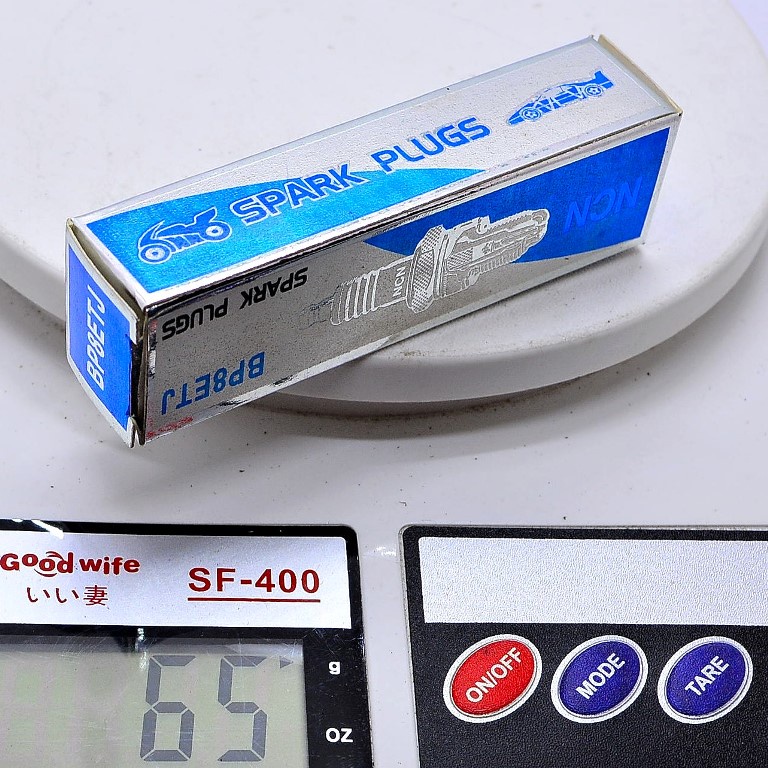 SPARK PLUGS
NCN
NCN
SPARK PLUGS
BP8ETJ
BP8ETJ
Good wife
いい妻
SF-400
65
g
OZ
ON/OFF
MODE
TARE